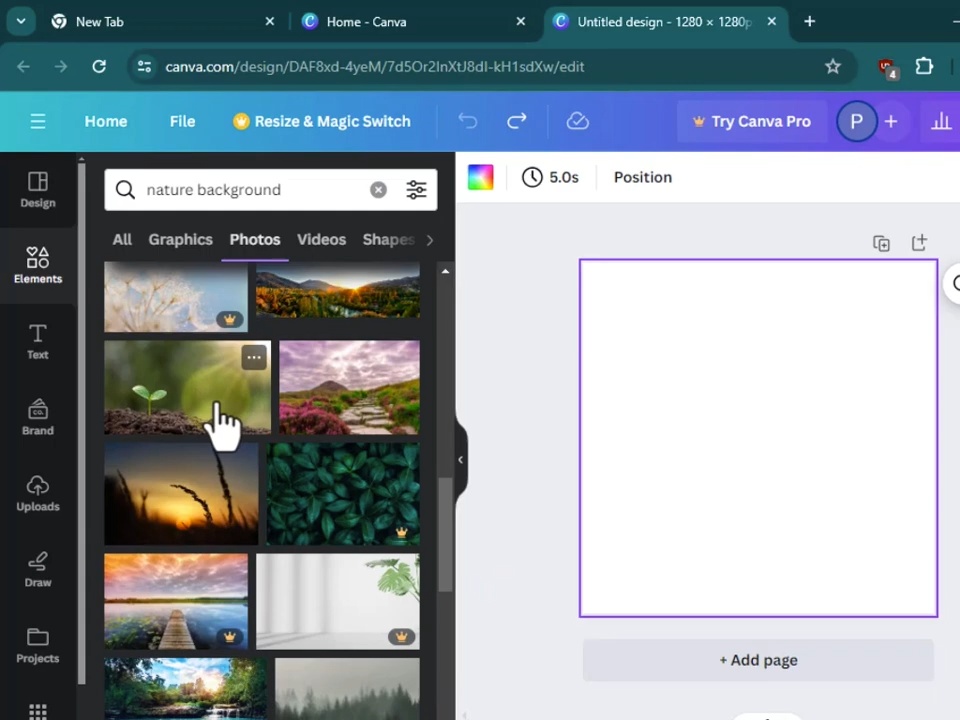 New Tab
Home - Canva
Untitled design - 1280 × 1280p
canva.com/design/DAF8xd-4yeM/7d5Or2InXtJ8dI-kH1sdXw/edit
4
Home
File
Resize & Magic Switch
Try Canva Pro
P
Design
Elements
Text
Brand
CO.
Uploads
Draw
Projects
nature background
All
Graphics
Photos
Videos
Shapes
5.0s
Position
+ Add page